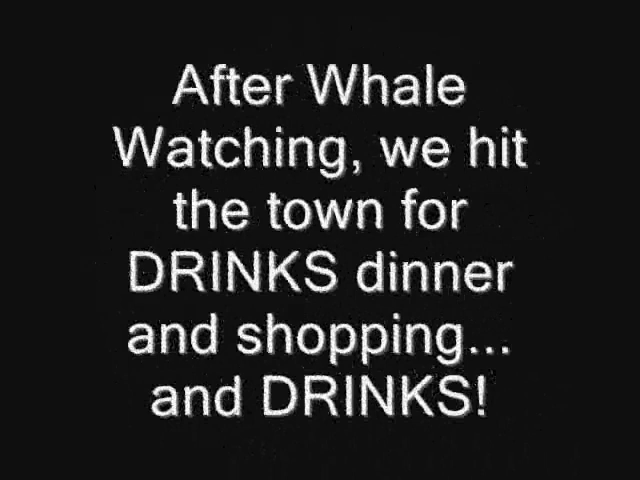 After Whale
Watching, we hit
the town for
DRINKS dinner
and shopping...
and DRINKS!